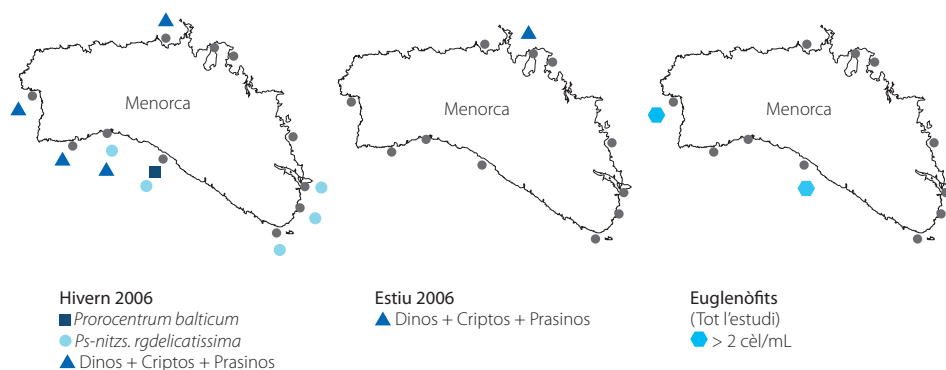 Menorca
Menorca
Menorca
Hivern 2006
Prorocentrum balticum
Ps-nitzs. rgdelicatissima
Dinos + Criptos + Prasinos
Estiu 2006
Dinos + Criptos + Prasinos
Euglenòfits
(Tot l'estudi)
> 2 cèl/mL